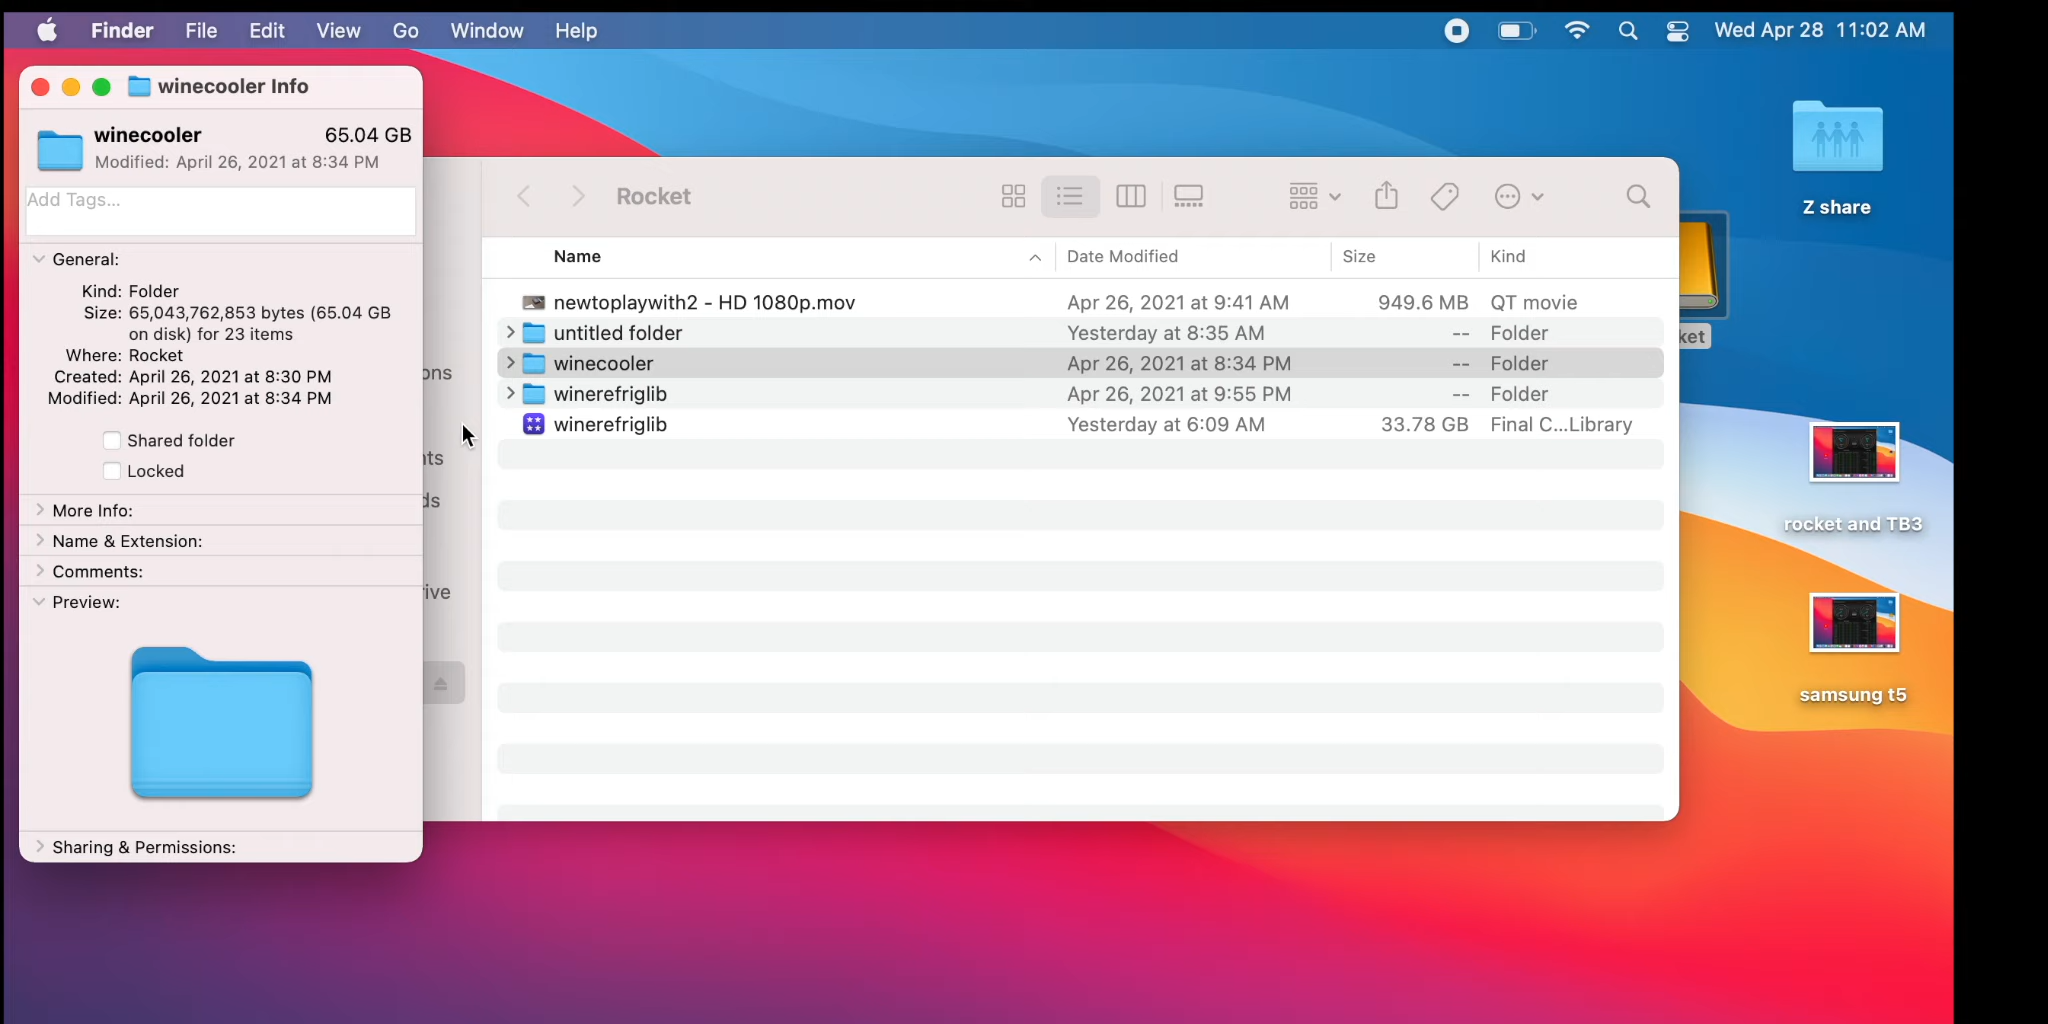 Finder File Edit View Go Window Help Wed Apr 28 11:02 AM
winecooler Info
winecooler 65.04 GB
Modified: April 26, 2021 at 8:34 PM
Add Tags...
General:
Kind: Folder
Size: 65,043,762,853 bytes (65.04 GB
on disk) for 23 items
Where: Rocket
Created: April 26, 2021 at 8:30 PM
Modified: April 26, 2021 at 8:34 PM
Shared folder
Locked
More Info:
Name & Extension:
Comments:
Preview:
Sharing & Permissions:
ons
nts
ds
rive
Rocket
Name Date Modified Size Kind
newtoplaywith2 - HD 1080p.mov Apr 26, 2021 at 9:41 AM 949.6 MB QT movie
untitled folder Yesterday at 8:35 AM -- Folder
winecooler Apr 26, 2021 at 8:34 PM -- Folder
winerefriglib Apr 26, 2021 at 9:55 PM -- Folder
winerefriglib Yesterday at 6:09 AM 33.78 GB Final C...Library
Z share
ket
rocket and TB3
samsung t5